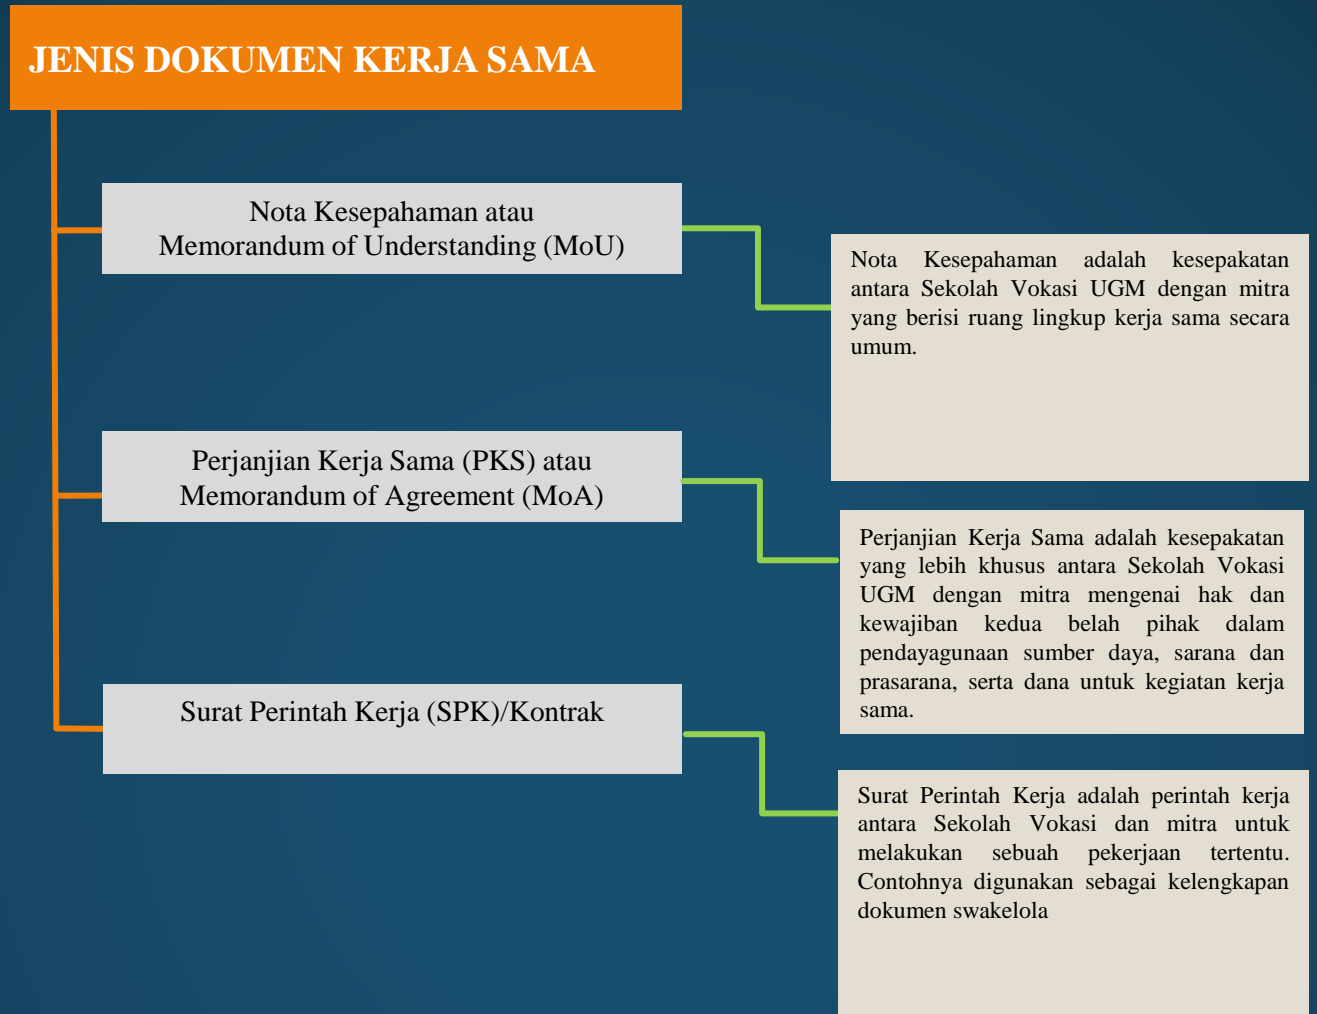 JENIS DOKUMEN KERJA SAMA
Nota Kesepahaman atau
Memorandum of Understanding (MoU)
Nota Kesepahaman adalah kesepakatan
antara Sekolah Vokasi UGM dengan mitra
yang berisi ruang lingkup kerja sama secara
umum.
Perjanjian Kerja Sama (PKS) atau
Memorandum of Agreement (MoA)
Perjanjian Kerja Sama adalah kesepakatan
yang lebih khusus antara Sekolah Vokasi
UGM dengan mitra mengenai hak dan
kewajiban kedua belah pihak dalam
pendayagunaan sumber daya, sarana dan
prasarana, serta dana untuk kegiatan kerja
sama.
Surat Perintah Kerja (SPK)/Kontrak
Surat Perintah Kerja adalah perintah kerja
antara Sekolah Vokasi dan mitra untuk
melakukan sebuah pekerjaan tertentu.
Contohnya digunakan sebagai kelengkapan
dokumen swakelola